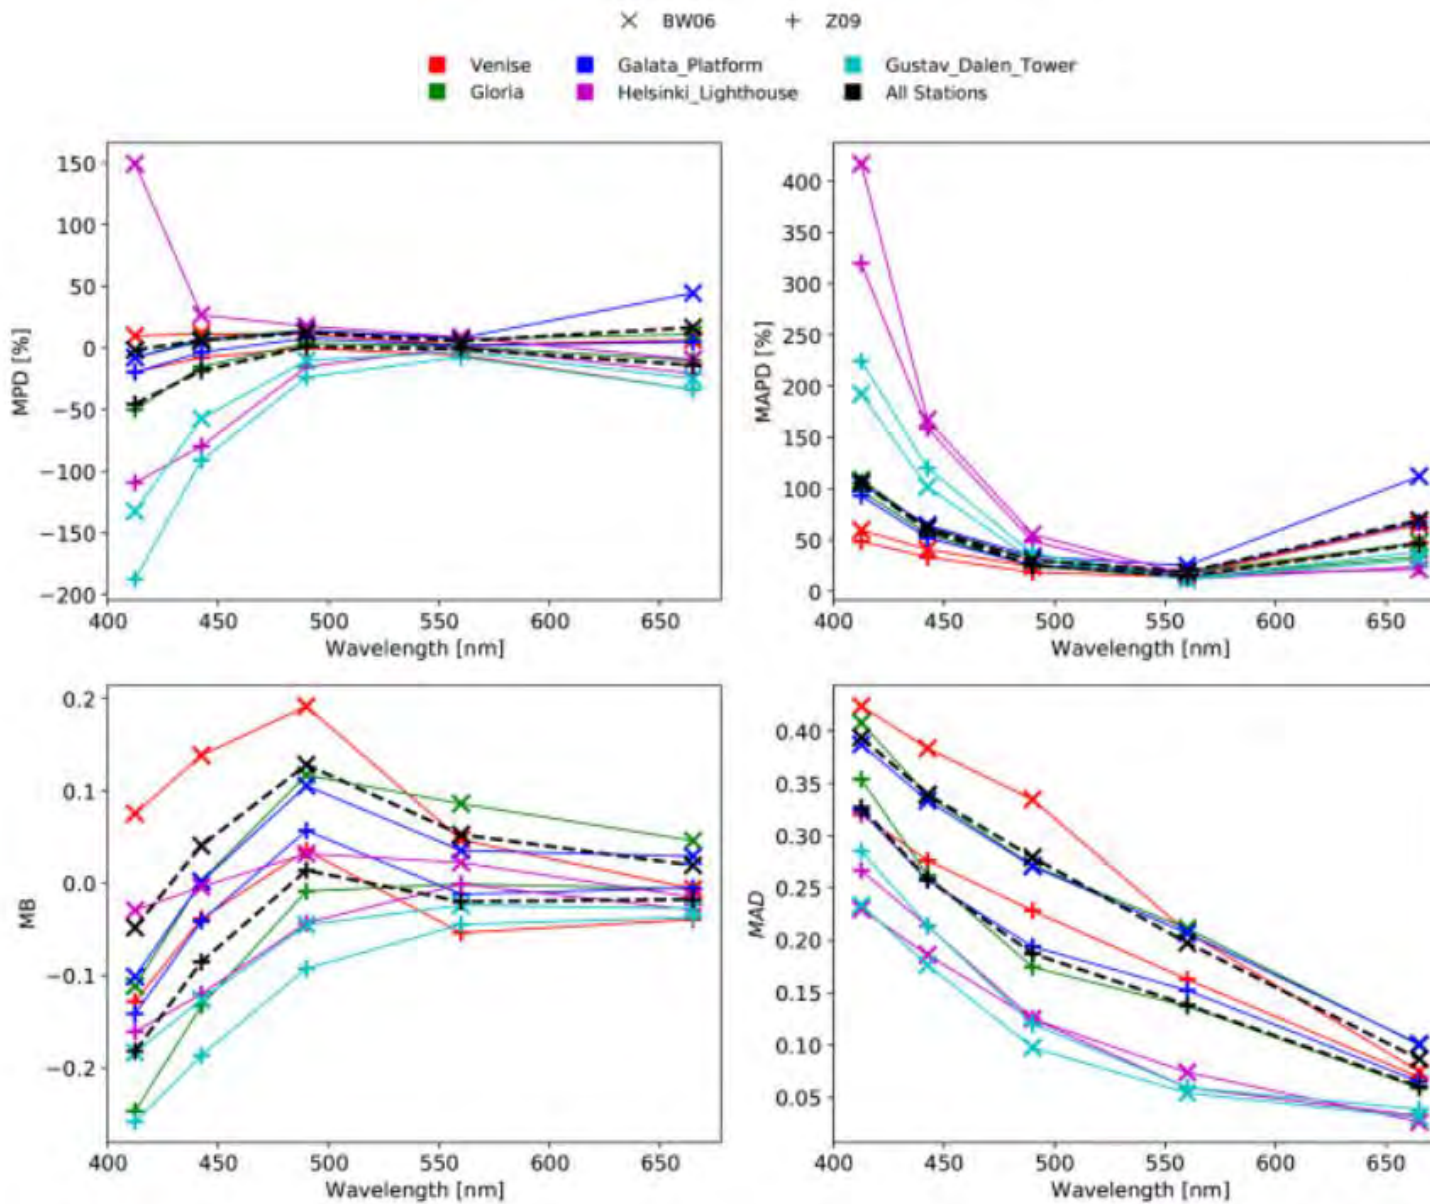 BW06 Z09
Venise Galata_Platform Gustav_Dalen_Tower
Gloria Helsinki_Lighthouse All Stations
150
100
50
0
−50
−100
−150
−200
MPD [%]
400 450 500 550 600 650
Wavelength [nm]
400
350
300
250
200
150
100
50
0
MAPD [%]
400 450 500 550 600 650
Wavelength [nm]
0.2
0.1
0.0
−0.1
−0.2
MB
400 450 500 550 600 650
Wavelength [nm]
0.40
0.35
0.30
0.25
0.20
0.15
0.10
0.05
MAD
400 450 500 550 600 650
Wavelength [nm]